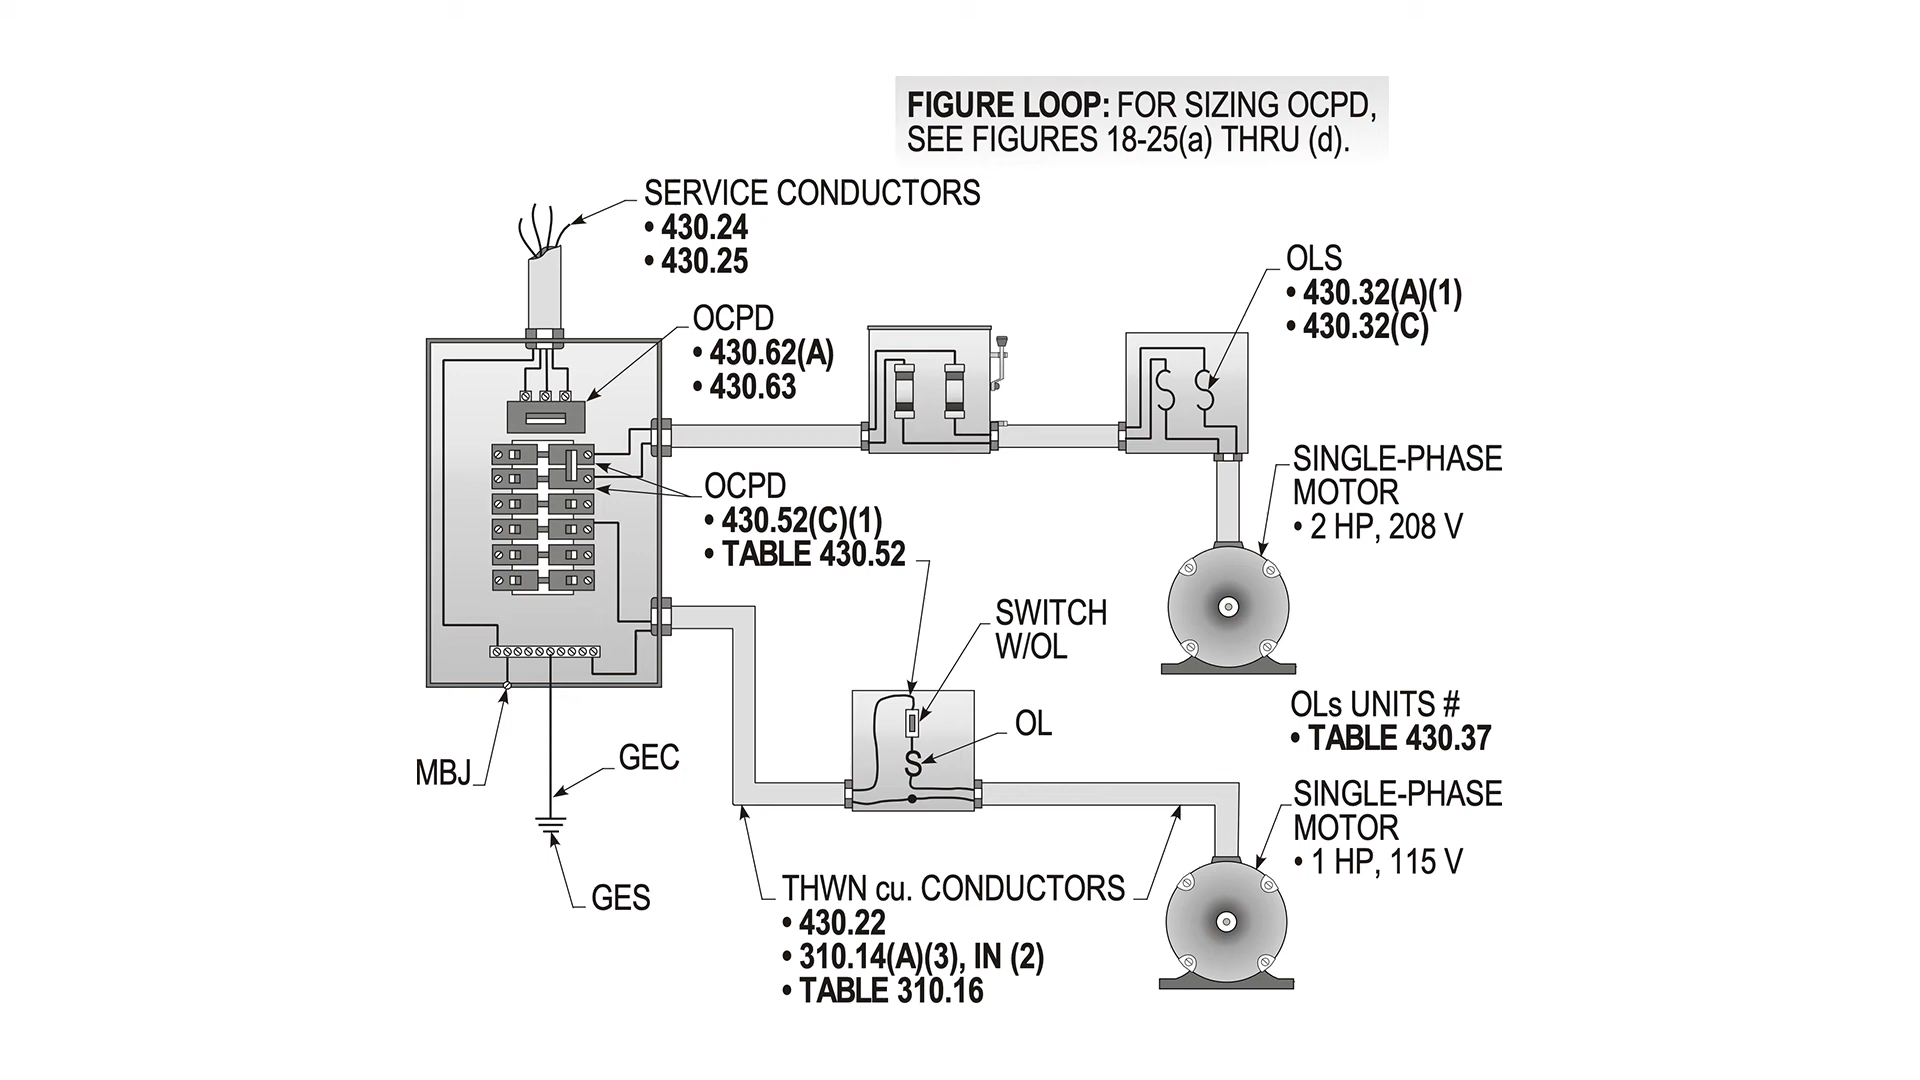 FIGURE LOOP: FOR SIZING OCPD,
SEE FIGURES 18-25(a) THRU (d).
SERVICE CONDUCTORS
• 430.24
• 430.25
OCPD
• 430.62(A)
• 430.63
OLS
• 430.32(A)(1)
• 430.32(C)
OCPD
• 430.52(C)(1)
• TABLE 430.52
SINGLE-PHASE
MOTOR
• 2 HP, 208 V
SWITCH
W/OL
OL
OLs UNITS #
• TABLE 430.37
MBJ
GEC
GES
SINGLE-PHASE
MOTOR
• 1 HP, 115 V
THWN cu. CONDUCTORS
• 430.22
• 310.14(A)(3), IN (2)
• TABLE 310.16